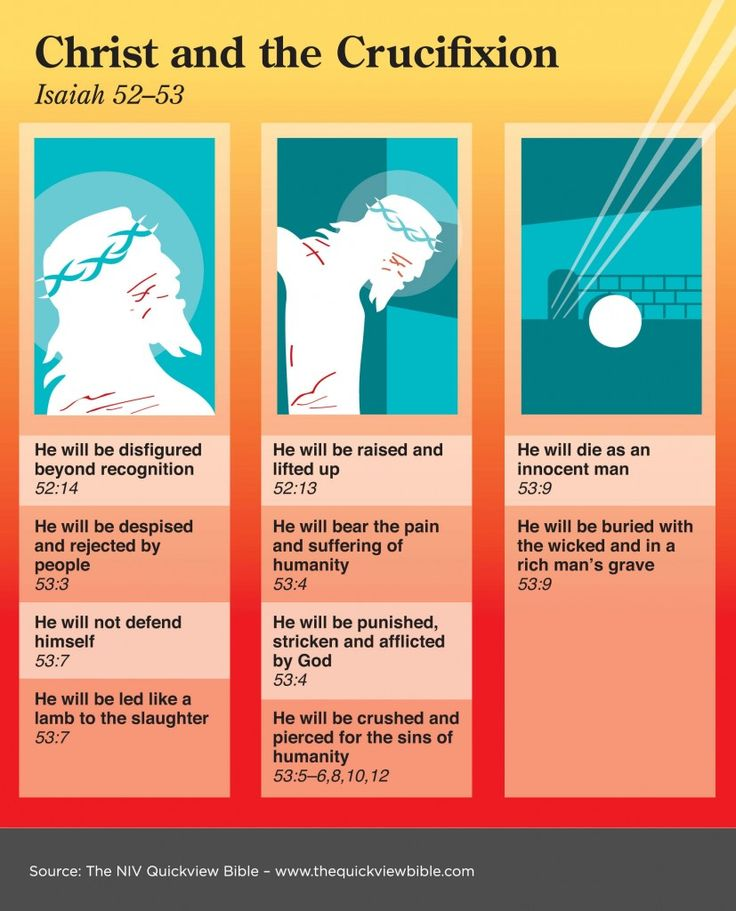 Christ and the Crucifixion
Isaiah 52–53
He will be disfigured
beyond recognition
52:14
He will be despised
and rejected by
people
53:3
He will not defend
himself
53:7
He will be led like a
lamb to the slaughter
53:7
He will be raised and
lifted up
52:13
He will bear the pain
and suffering of
humanity
53:4
He will be punished,
stricken and afflicted
by God
53:4
He will be crushed and
pierced for the sins of
humanity
53:5–6,8,10,12
He will die as an
innocent man
53:9
He will be buried with
the wicked and in a
rich man’s grave
53:9
Source: The NIV Quickview Bible – www.thequickviewbible.com